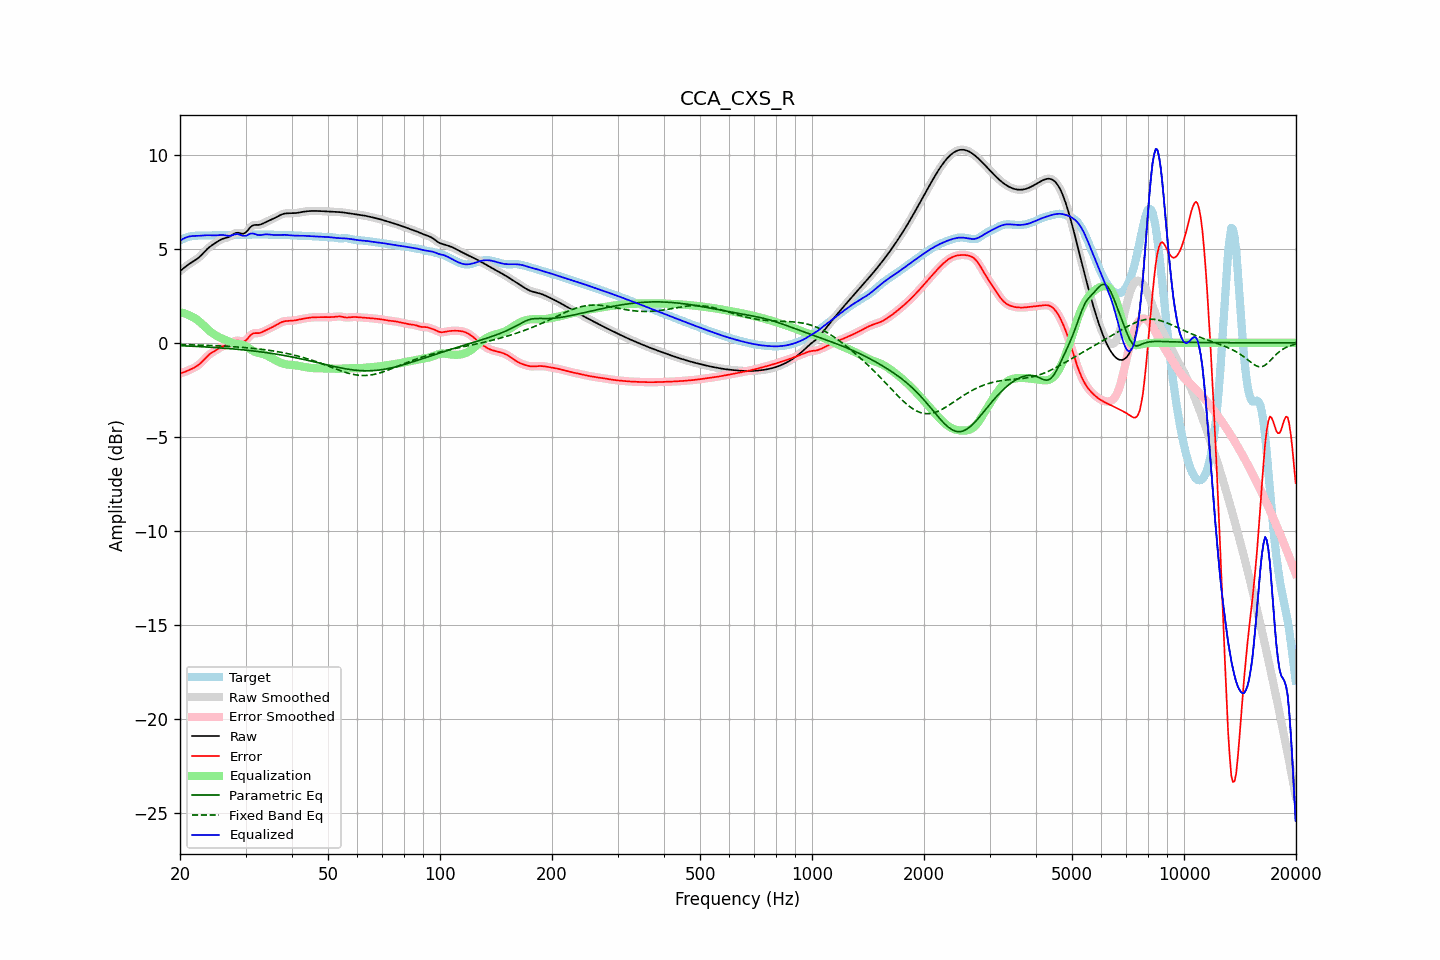 CCA_CXS_R
10
5
0
−5
−10
−15
−20
−25
Amplitude (dBr)
Target
Raw Smoothed
Error Smoothed
Raw
Error
Equalization
Parametric Eq
Fixed Band Eq
Equalized
20 50 100 200 500 1000 2000 5000 10000 20000
Frequency (Hz)